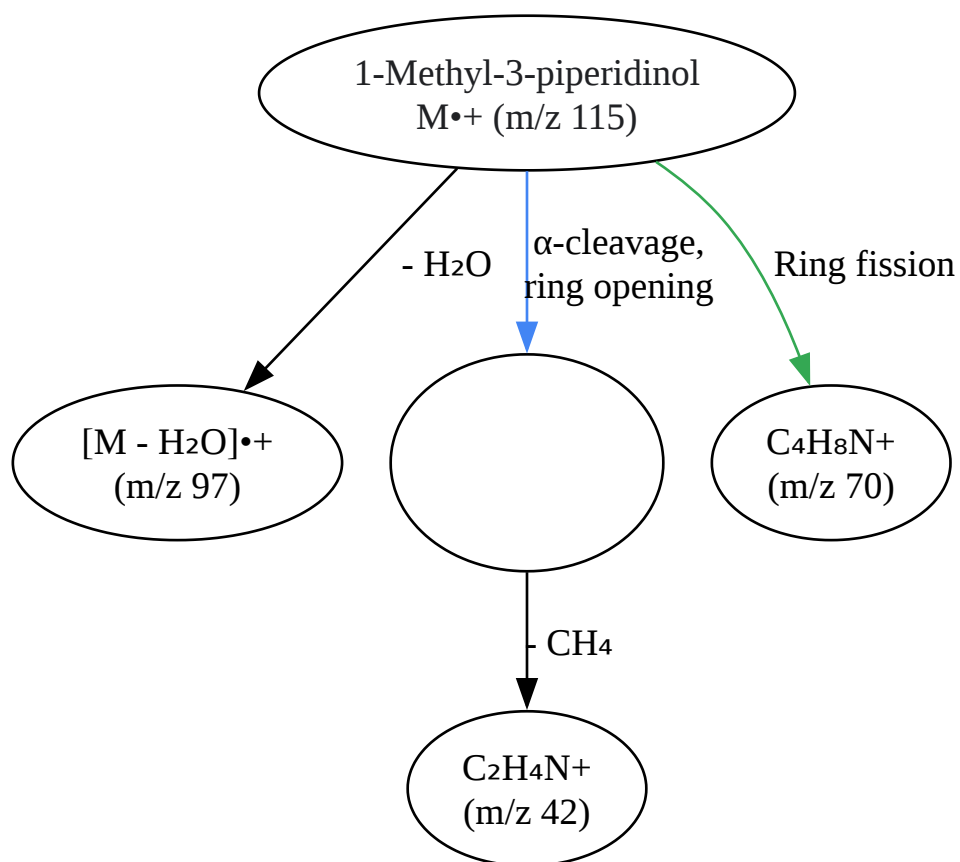 1-Methyl-3-piperidinol
M•+ (m/z 115)
- H₂O
α-cleavage,
ring opening
Ring fission
[M - H₂O]•+
(m/z 97)
C₄H₈N+
(m/z 70)
- CH₄
C₂H₄N+
(m/z 42)